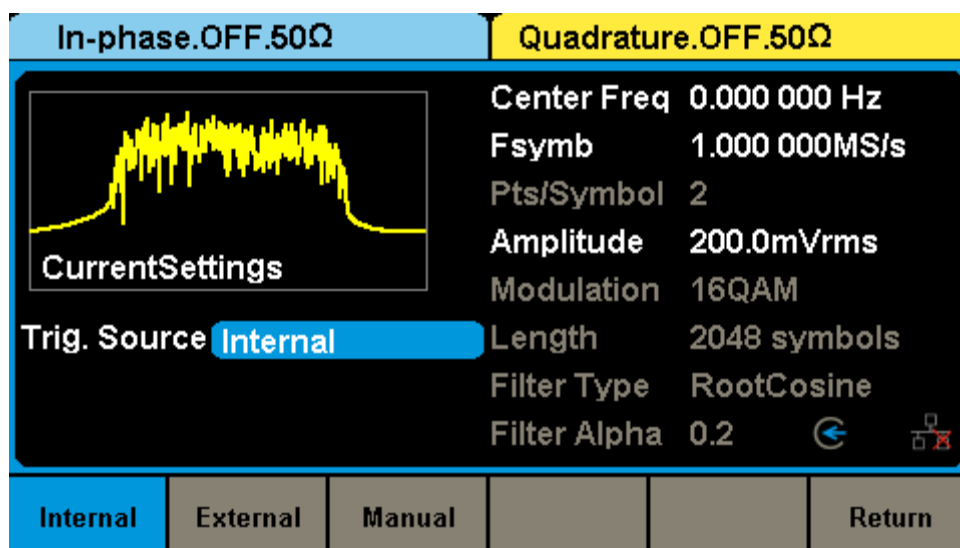 In-phase.OFF.50Ω
Quadrature.OFF.50Ω
CurrentSettings
Trig. Source Internal
Center Freq 0.000 000 Hz
Fsymb 1.000 000MS/s
Pts/Symbol 2
Amplitude 200.0mVrms
Modulation 16QAM
Length 2048 symbols
Filter Type RootCosine
Filter Alpha 0.2
Internal External Manual Return